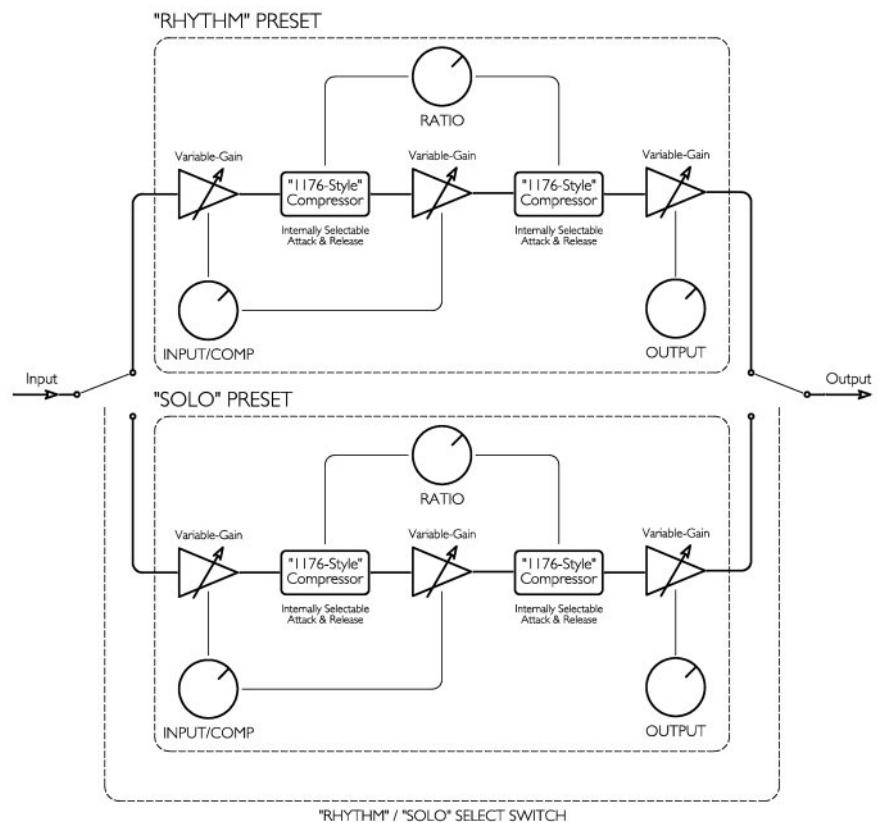 "RHYTHM" PRESET
RATIO
Variable-Gain
Variable-Gain
Variable-Gain
"1176-Style"
Compressor
"1176-Style"
Compressor
Internally Selectable
Attack & Release
Internally Selectable
Attack & Release
INPUT/COMP
OUTPUT
Input
Output
"SOLO" PRESET
RATIO
Variable-Gain
Variable-Gain
Variable-Gain
"1176-Style"
Compressor
"1176-Style"
Compressor
Internally Selectable
Attack & Release
Internally Selectable
Attack & Release
INPUT/COMP
OUTPUT
"RHYTHM" / "SOLO" SELECT SWITCH